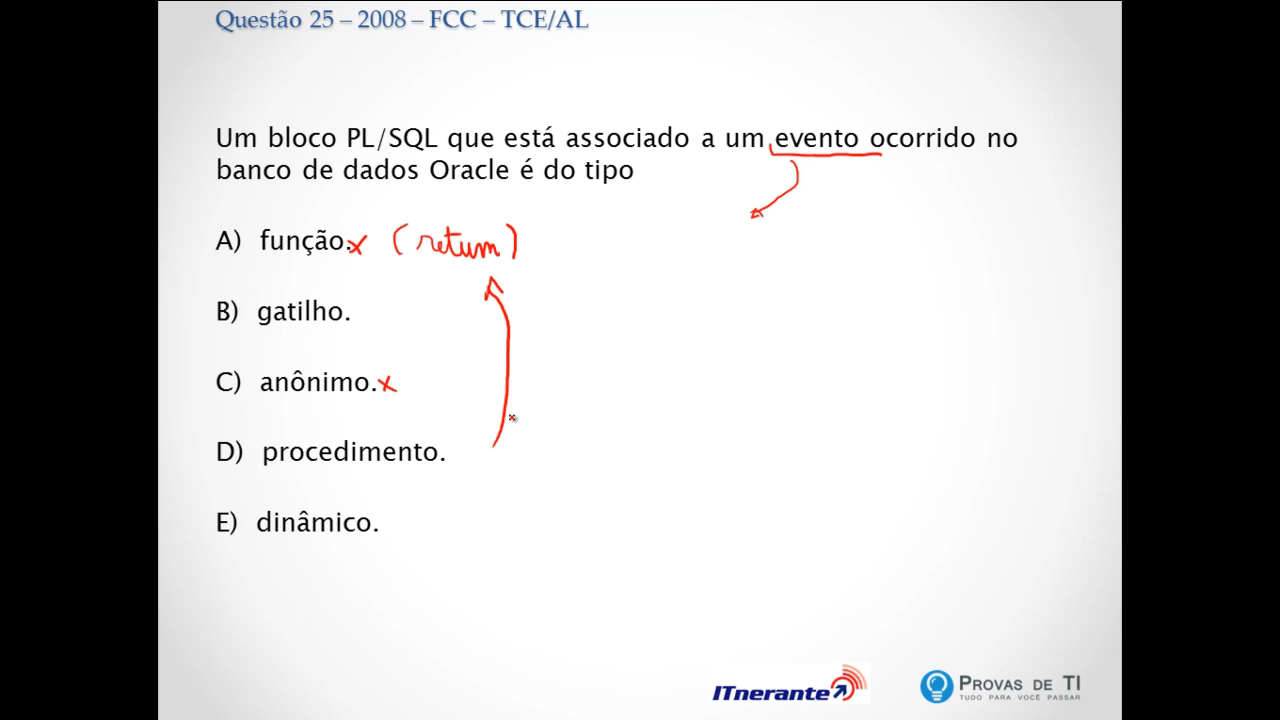 Questão 25 – 2008 – FCC – TCE/AL
Um bloco PL/SQL que está associado a um evento ocorrido no
banco de dados Oracle é do tipo
A) função.x (return)
B) gatilho.
C) anônimo.x
D) procedimento.
E) dinâmico.
ITnerante
PROVAS DE TI
TUDO PARA VOCÊ PASSAR